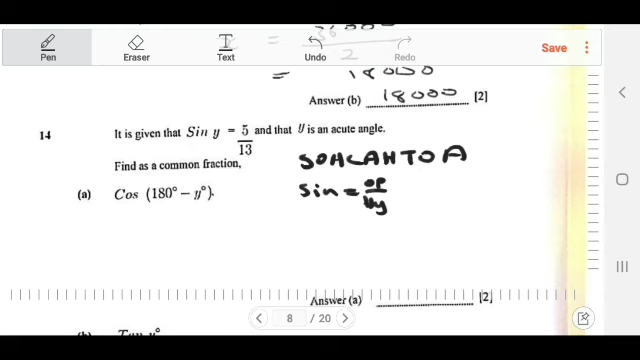 Pen
Eraser
Text
Undo
Redo
Save
=
2
= 18000
Answer (b) 18000 [2]
14 It is given that Sin y = 5/13 and that y is an acute angle.
Find as a common fraction,
SOHCAHTOA
(a) Cos (180° − y°).
Sin = OP/Hy
Answer (a) [2]
(b) Tan y°
8 / 20